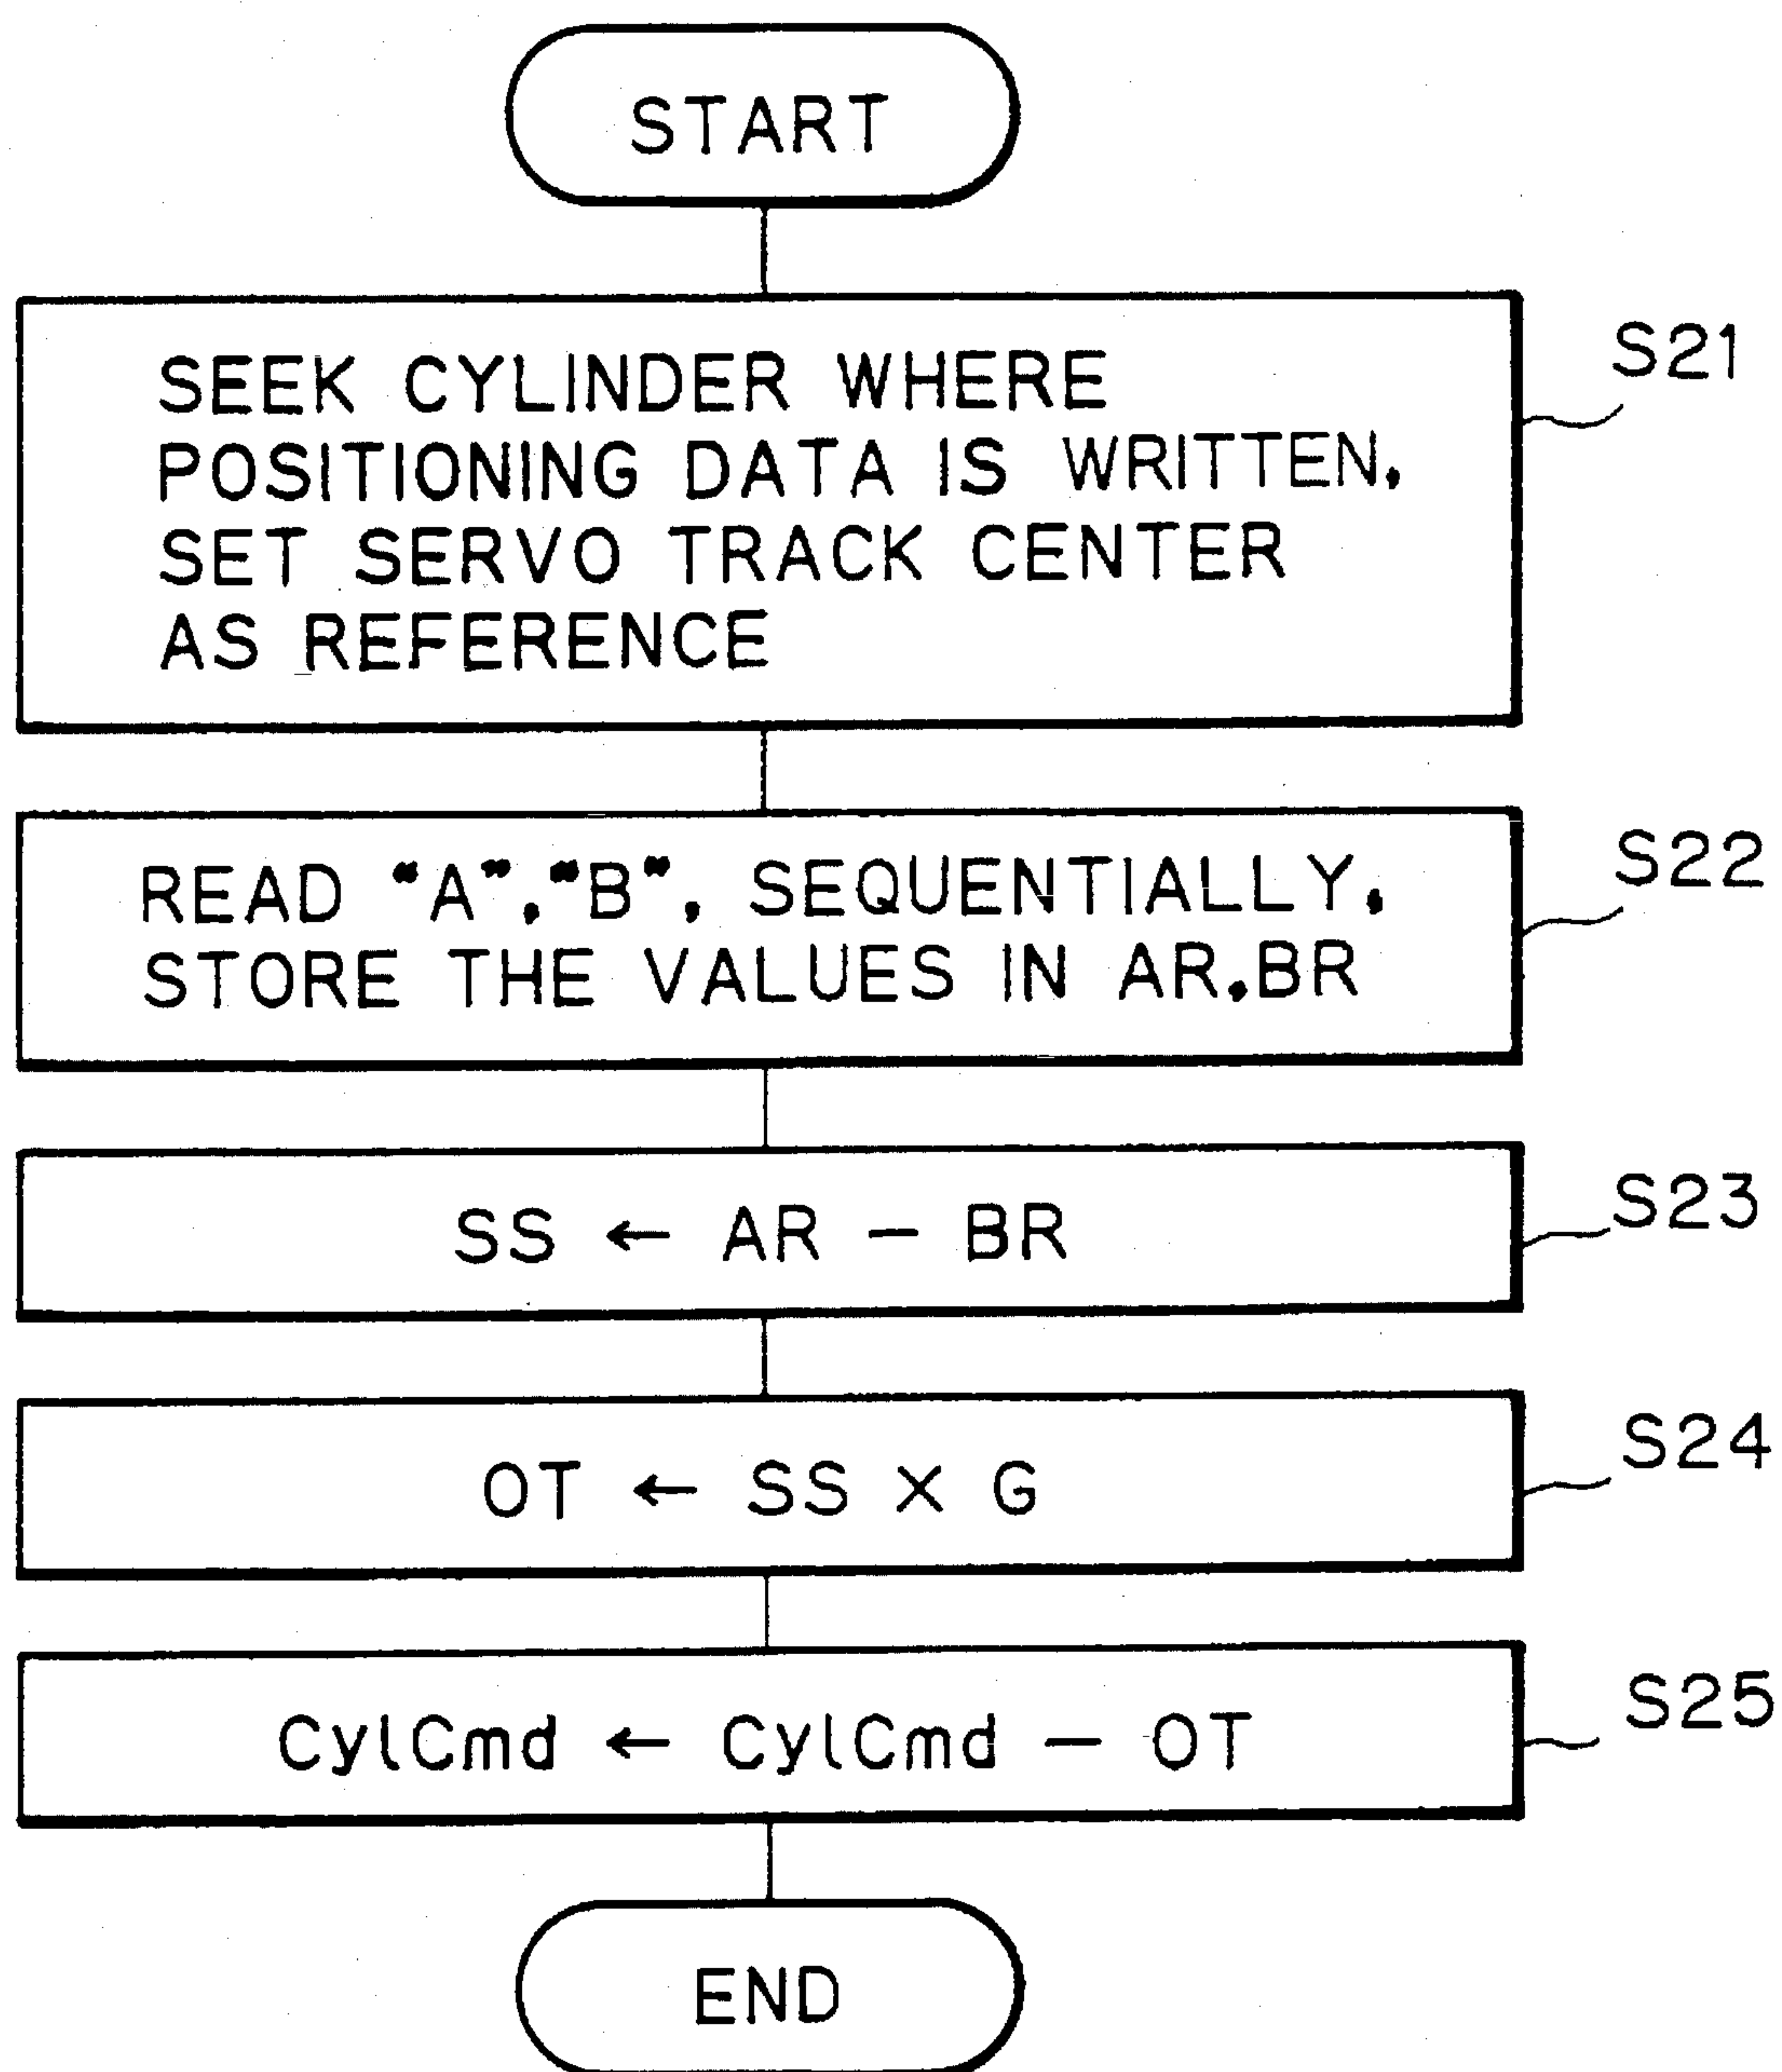 START
SEEK CYLINDER WHERE
POSITIONING DATA IS WRITTEN,
SET SERVO TRACK CENTER
AS REFERENCE
S21
READ "A","B", SEQUENTIALLY,
STORE THE VALUES IN AR,BR
S22
SS ← AR − BR
S23
OT ← SS × G
S24
CylCmd ← CylCmd − OT
S25
END